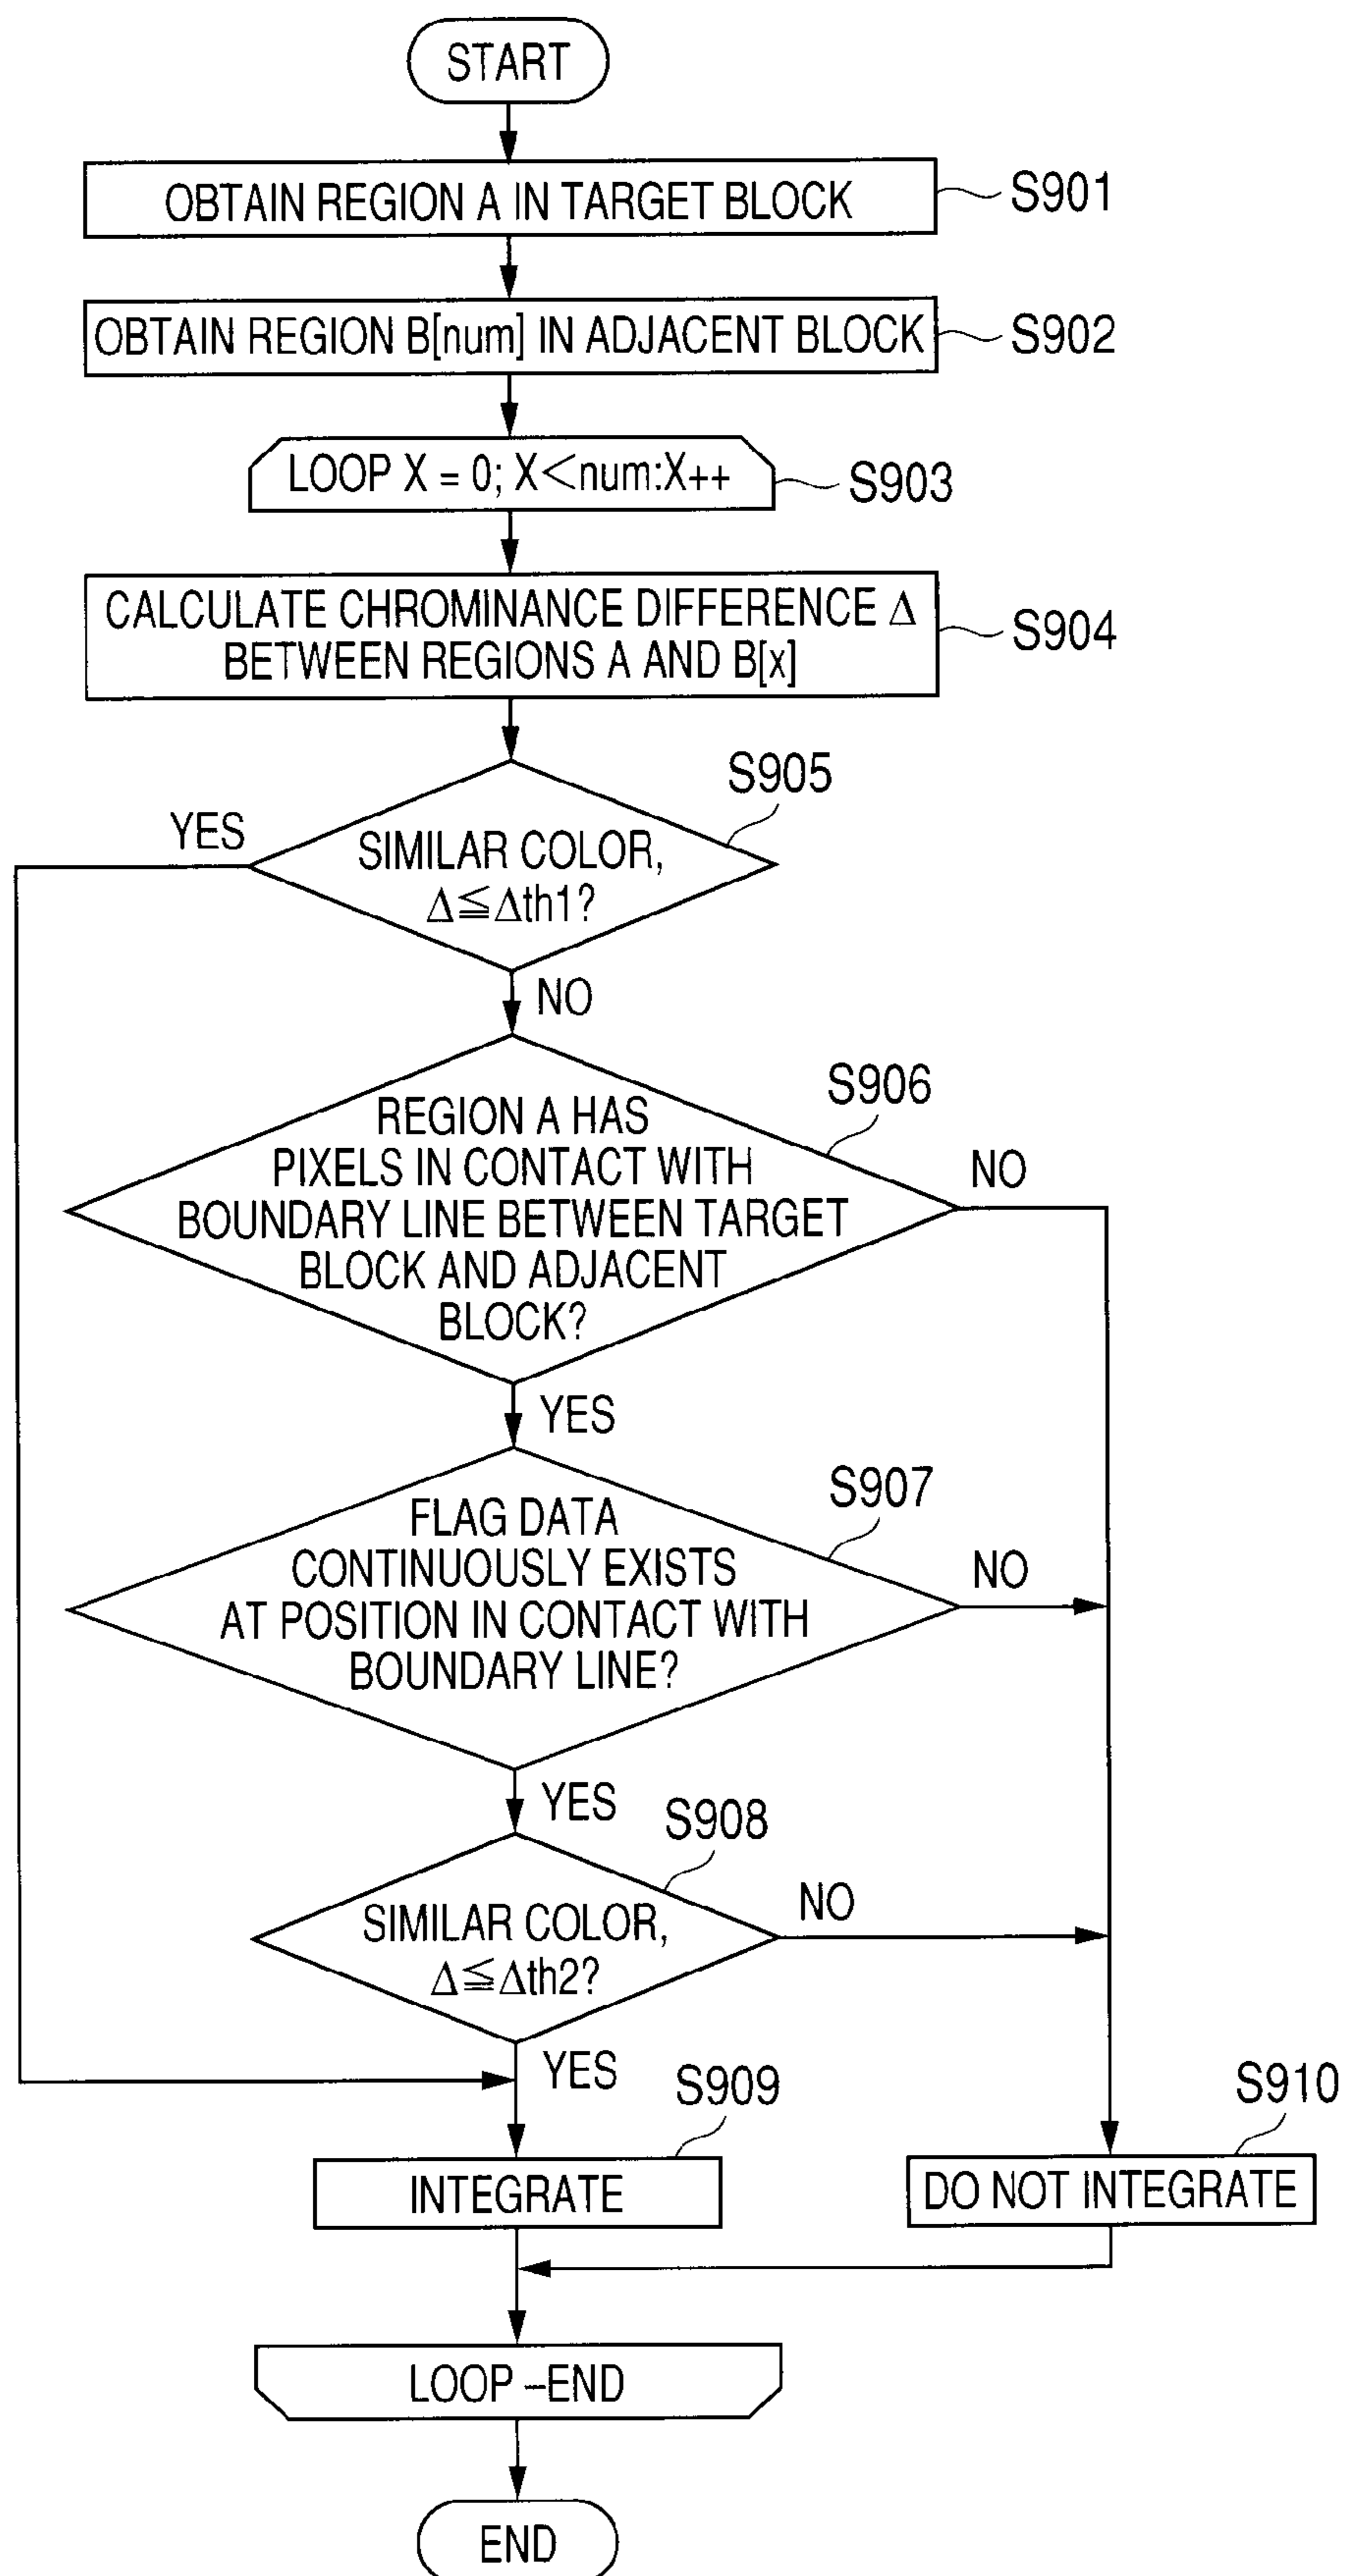 START
OBTAIN REGION A IN TARGET BLOCK
S901
OBTAIN REGION B[num] IN ADJACENT BLOCK
S902
LOOP X = 0; X<num:X++
S903
CALCULATE CHROMINANCE DIFFERENCE Δ
BETWEEN REGIONS A AND B[x]
S904
S905
YES
SIMILAR COLOR,
Δ≦Δth1?
NO
S906
REGION A HAS
PIXELS IN CONTACT WITH
BOUNDARY LINE BETWEEN TARGET
BLOCK AND ADJACENT
BLOCK?
NO
YES
S907
FLAG DATA
CONTINUOUSLY EXISTS
AT POSITION IN CONTACT WITH
BOUNDARY LINE?
NO
YES
S908
SIMILAR COLOR,
Δ≦Δth2?
NO
YES
S909
INTEGRATE
S910
DO NOT INTEGRATE
LOOP –END
END